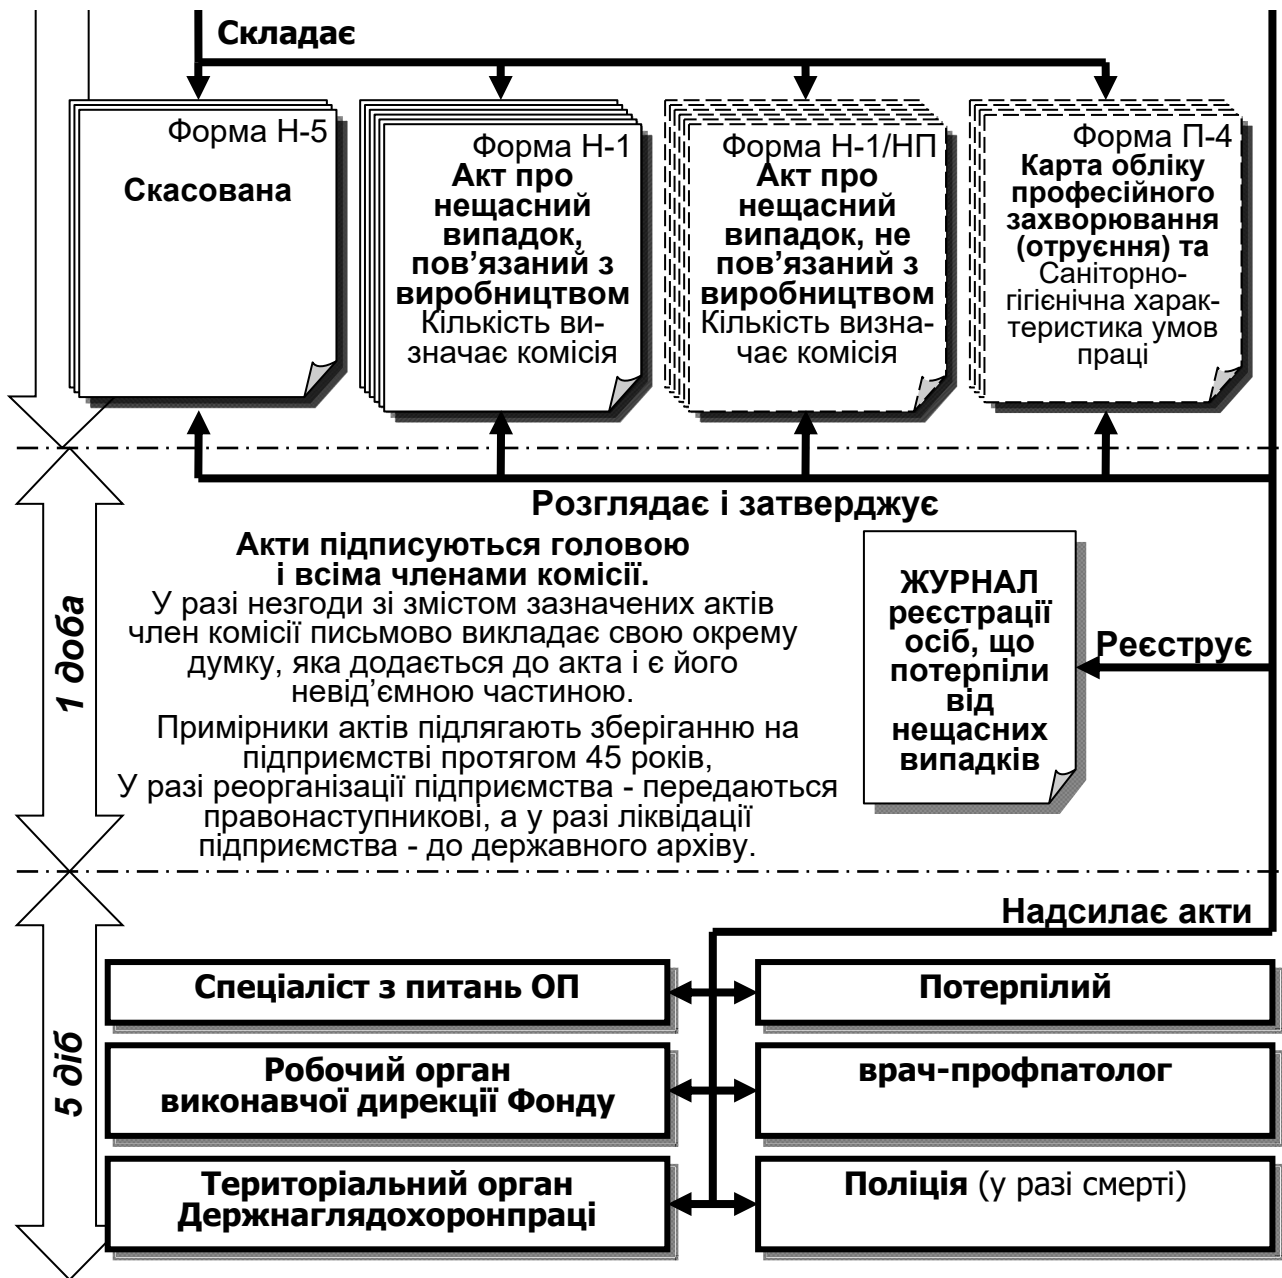 Складає
Форма Н-5
Скасована
Форма Н-1
Акт про
нещасний
випадок,
пов’язаний з
виробництвом
Кількість ви-
значає комісія
Форма Н-1/НП
Акт про
нещасний
випадок, не
пов’язаний з
виробництвом
Кількість визна-
чає комісія
Форма П-4
Карта обліку
професійного
захворювання
(отруєння) та
Саніторно-
гігієнічна харак-
теристика умов
праці
Розглядає і затверджує
1 доба
Акти підписуються головою
і всіма членами комісії.
У разі незгоди зі змістом зазначених актів
член комісії письмово викладає свою окрему
думку, яка додається до акта і є його
невід’ємною частиною.
Примірники актів підлягають зберіганню на
підприємстві протягом 45 років,
У разі реорганізації підприємства - передаються
правонаступникові, а у разі ліквідації
підприємства - до державного архіву.
ЖУРНАЛ
реєстрації
осіб, що
потерпіли
від
нещасних
випадків
Реєструє
Надсилає акти
5 діб
Спеціаліст з питань ОП
Потерпілий
Робочий орган
виконавчої дирекції Фонду
врач-профпатолог
Територіальний орган
Держнаглядохоронпраці
Поліція (у разі смерті)